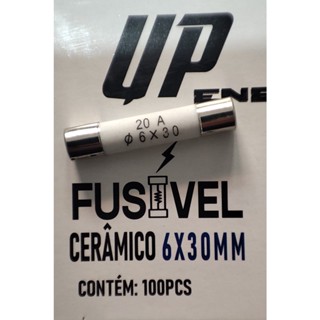 UP
ENE
20 A
Ø 6 X 30
FUSIVEL
CERÂMICO 6X30MM
CONTÉM: 100PCS